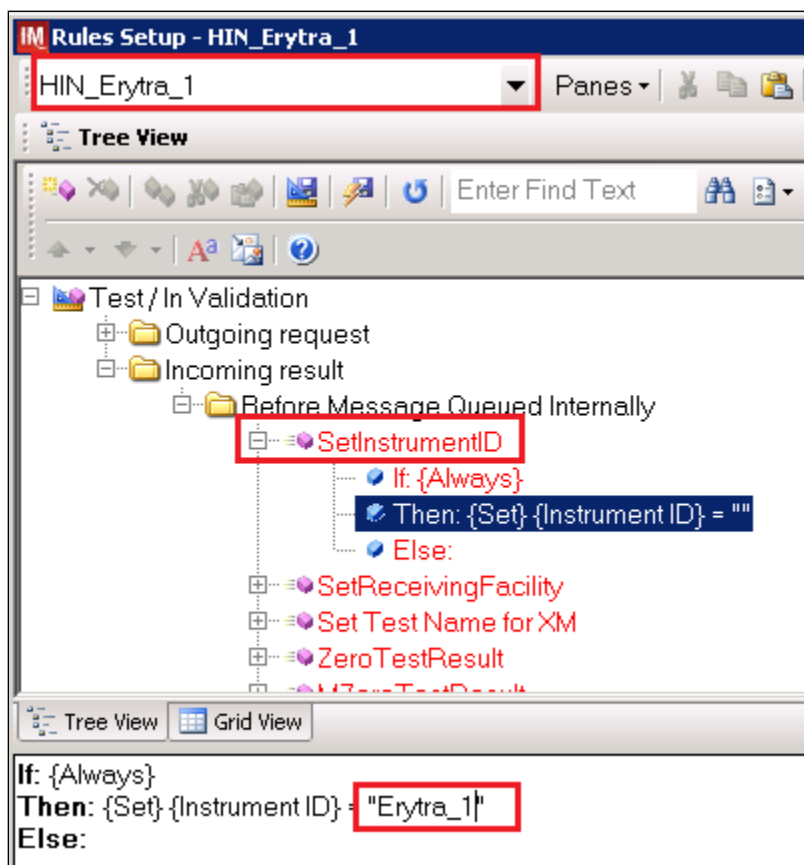 IM Rules Setup - HIN_Erytra_1
HIN_Erytra_1 Panes
Tree View
Enter Find Text
Aa
Test / In Validation
Outgoing request
Incoming result
Before Message Queued Internally
SetInstrumentID
If: {Always}
Then: {Set} {Instrument ID} = ""
Else:
SetReceivingFacility
Set Test Name for XM
ZeroTestResult
Tree View Grid View
If: {Always}
Then: {Set} {Instrument ID} = "Erytra_1"
Else: